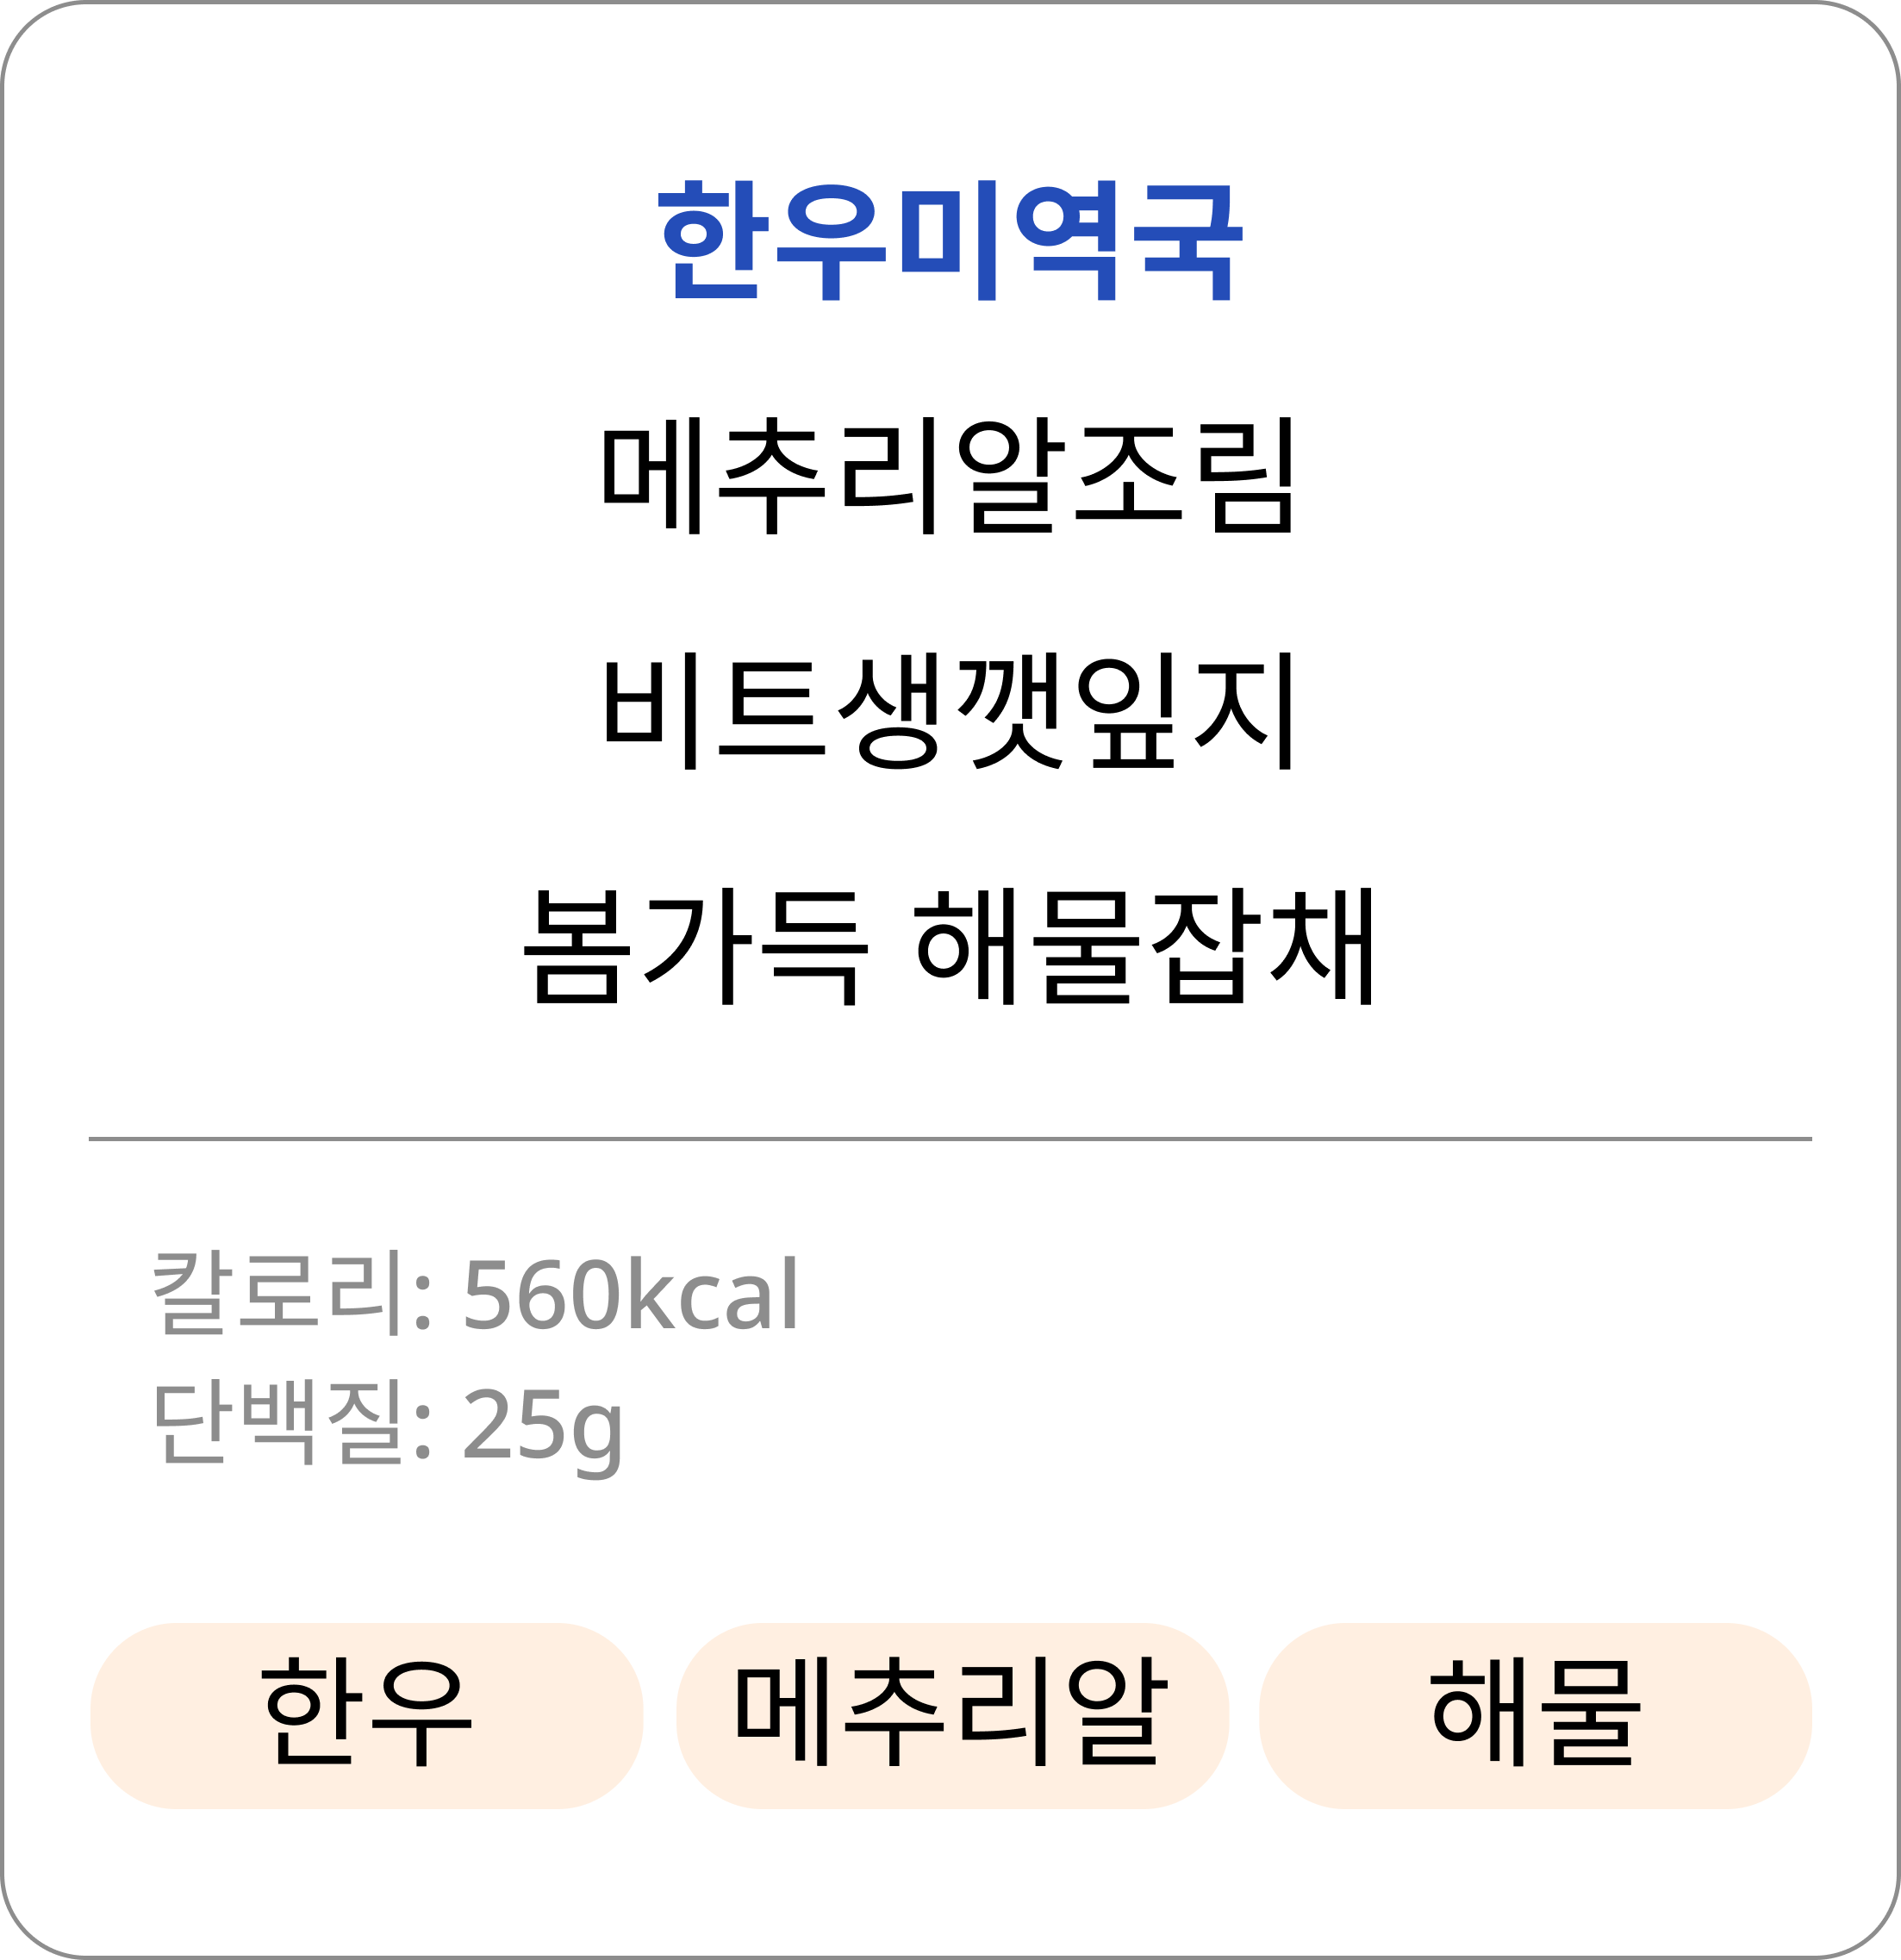 한우미역국
메추리알조림
비트생깻잎지
봄가든 해물잡채
칼로리: 560kcal
단백질: 25g
한우 메추리알 해물